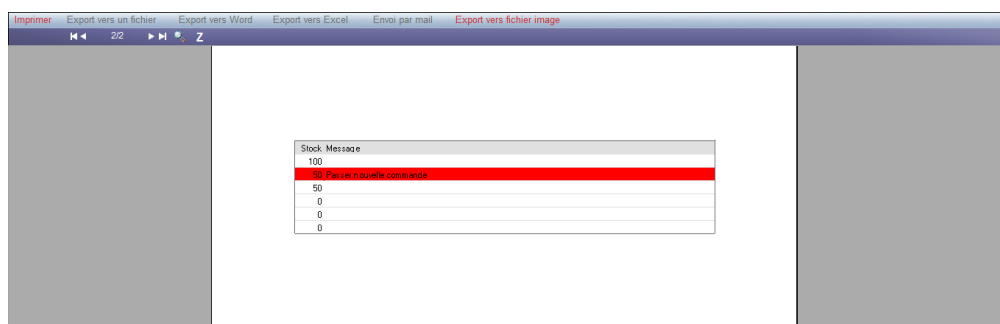 Imprimer Export vers un fichier Export vers Word Export vers Excel Envoi par mail Export vers fichier image
2/2 Z
Stock Message
100
50 Passer nouvelle commande
50
0
0
0